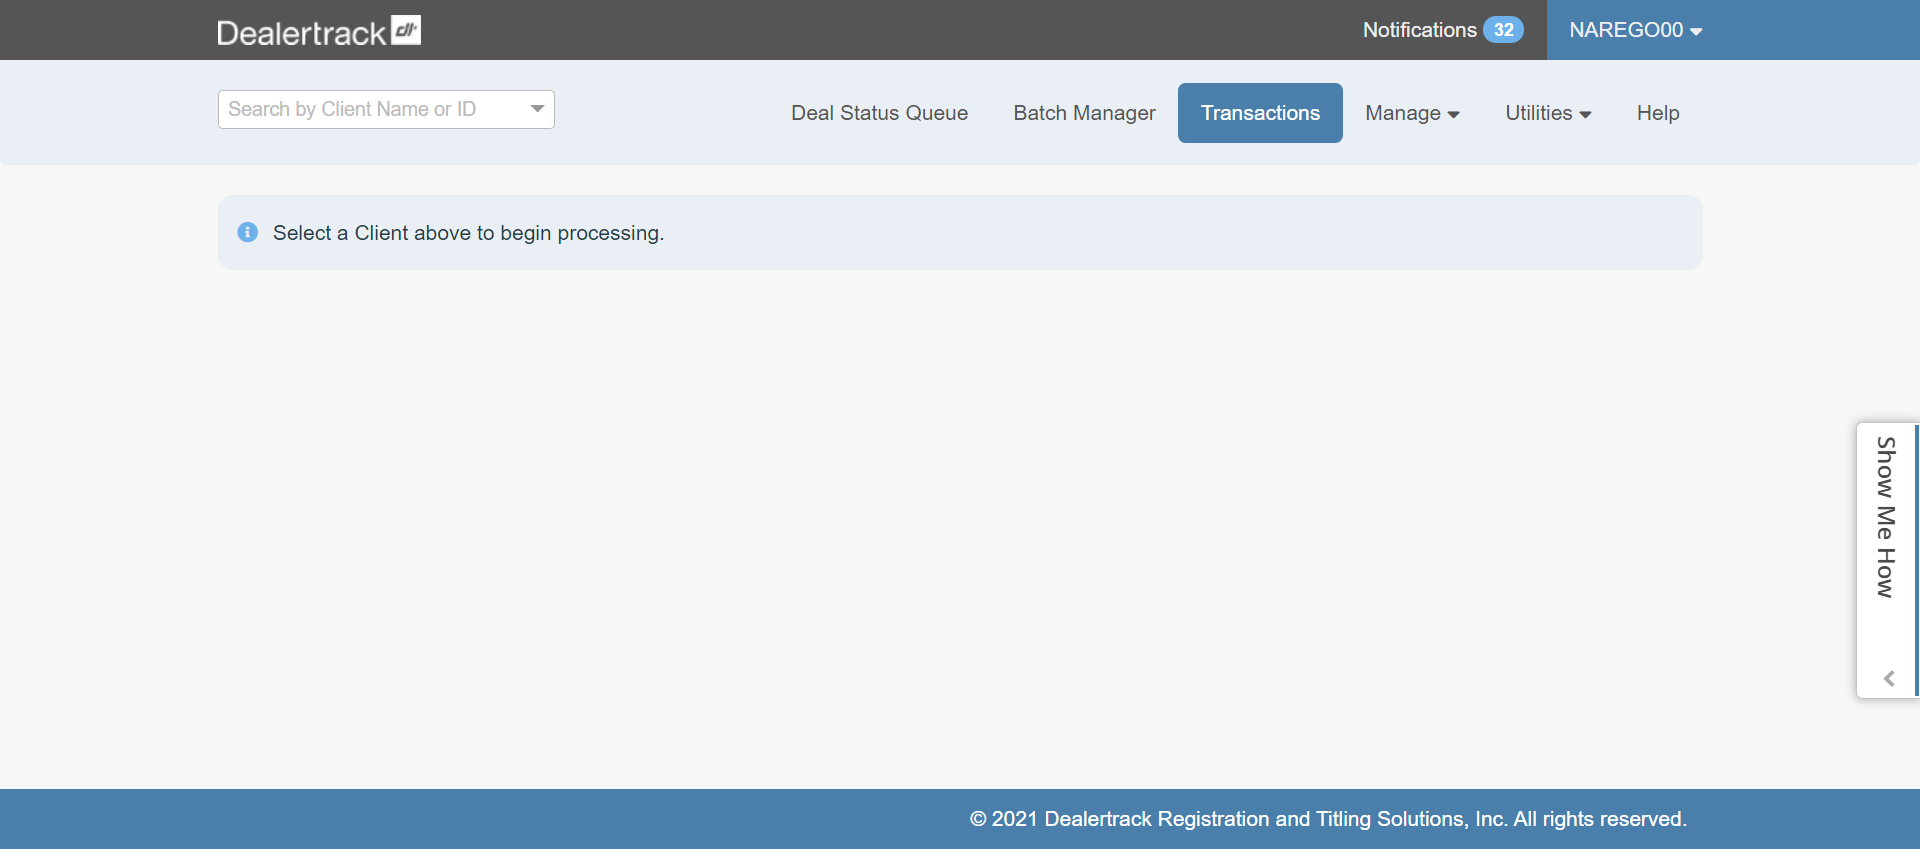 Dealertrack dt
Notifications 32
NAREGO00
Search by Client Name or ID
Deal Status Queue
Batch Manager
Transactions
Manage
Utilities
Help
Select a Client above to begin processing.
Show Me How
© 2021 Dealertrack Registration and Titling Solutions, Inc. All rights reserved.